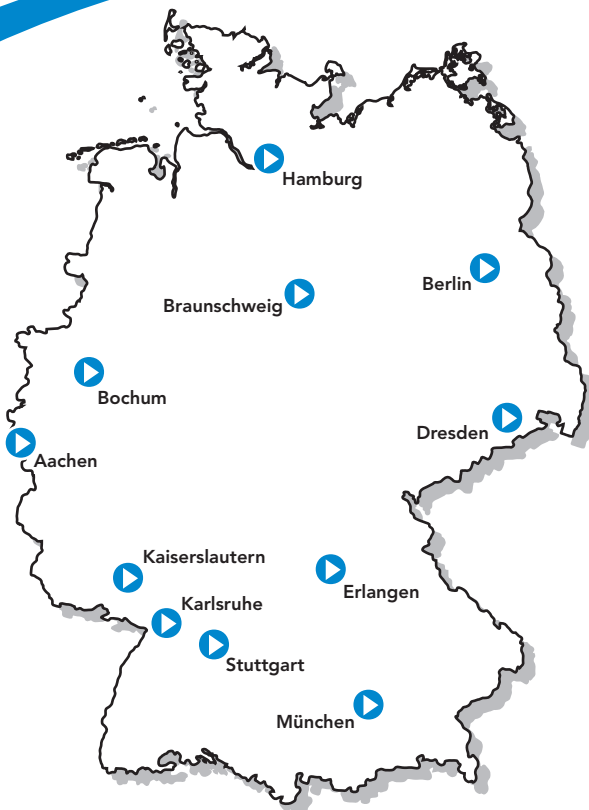 Hamburg
Berlin
Braunschweig
Bochum
Dresden
Aachen
Kaiserslautern
Erlangen
Karlsruhe
Stuttgart
München